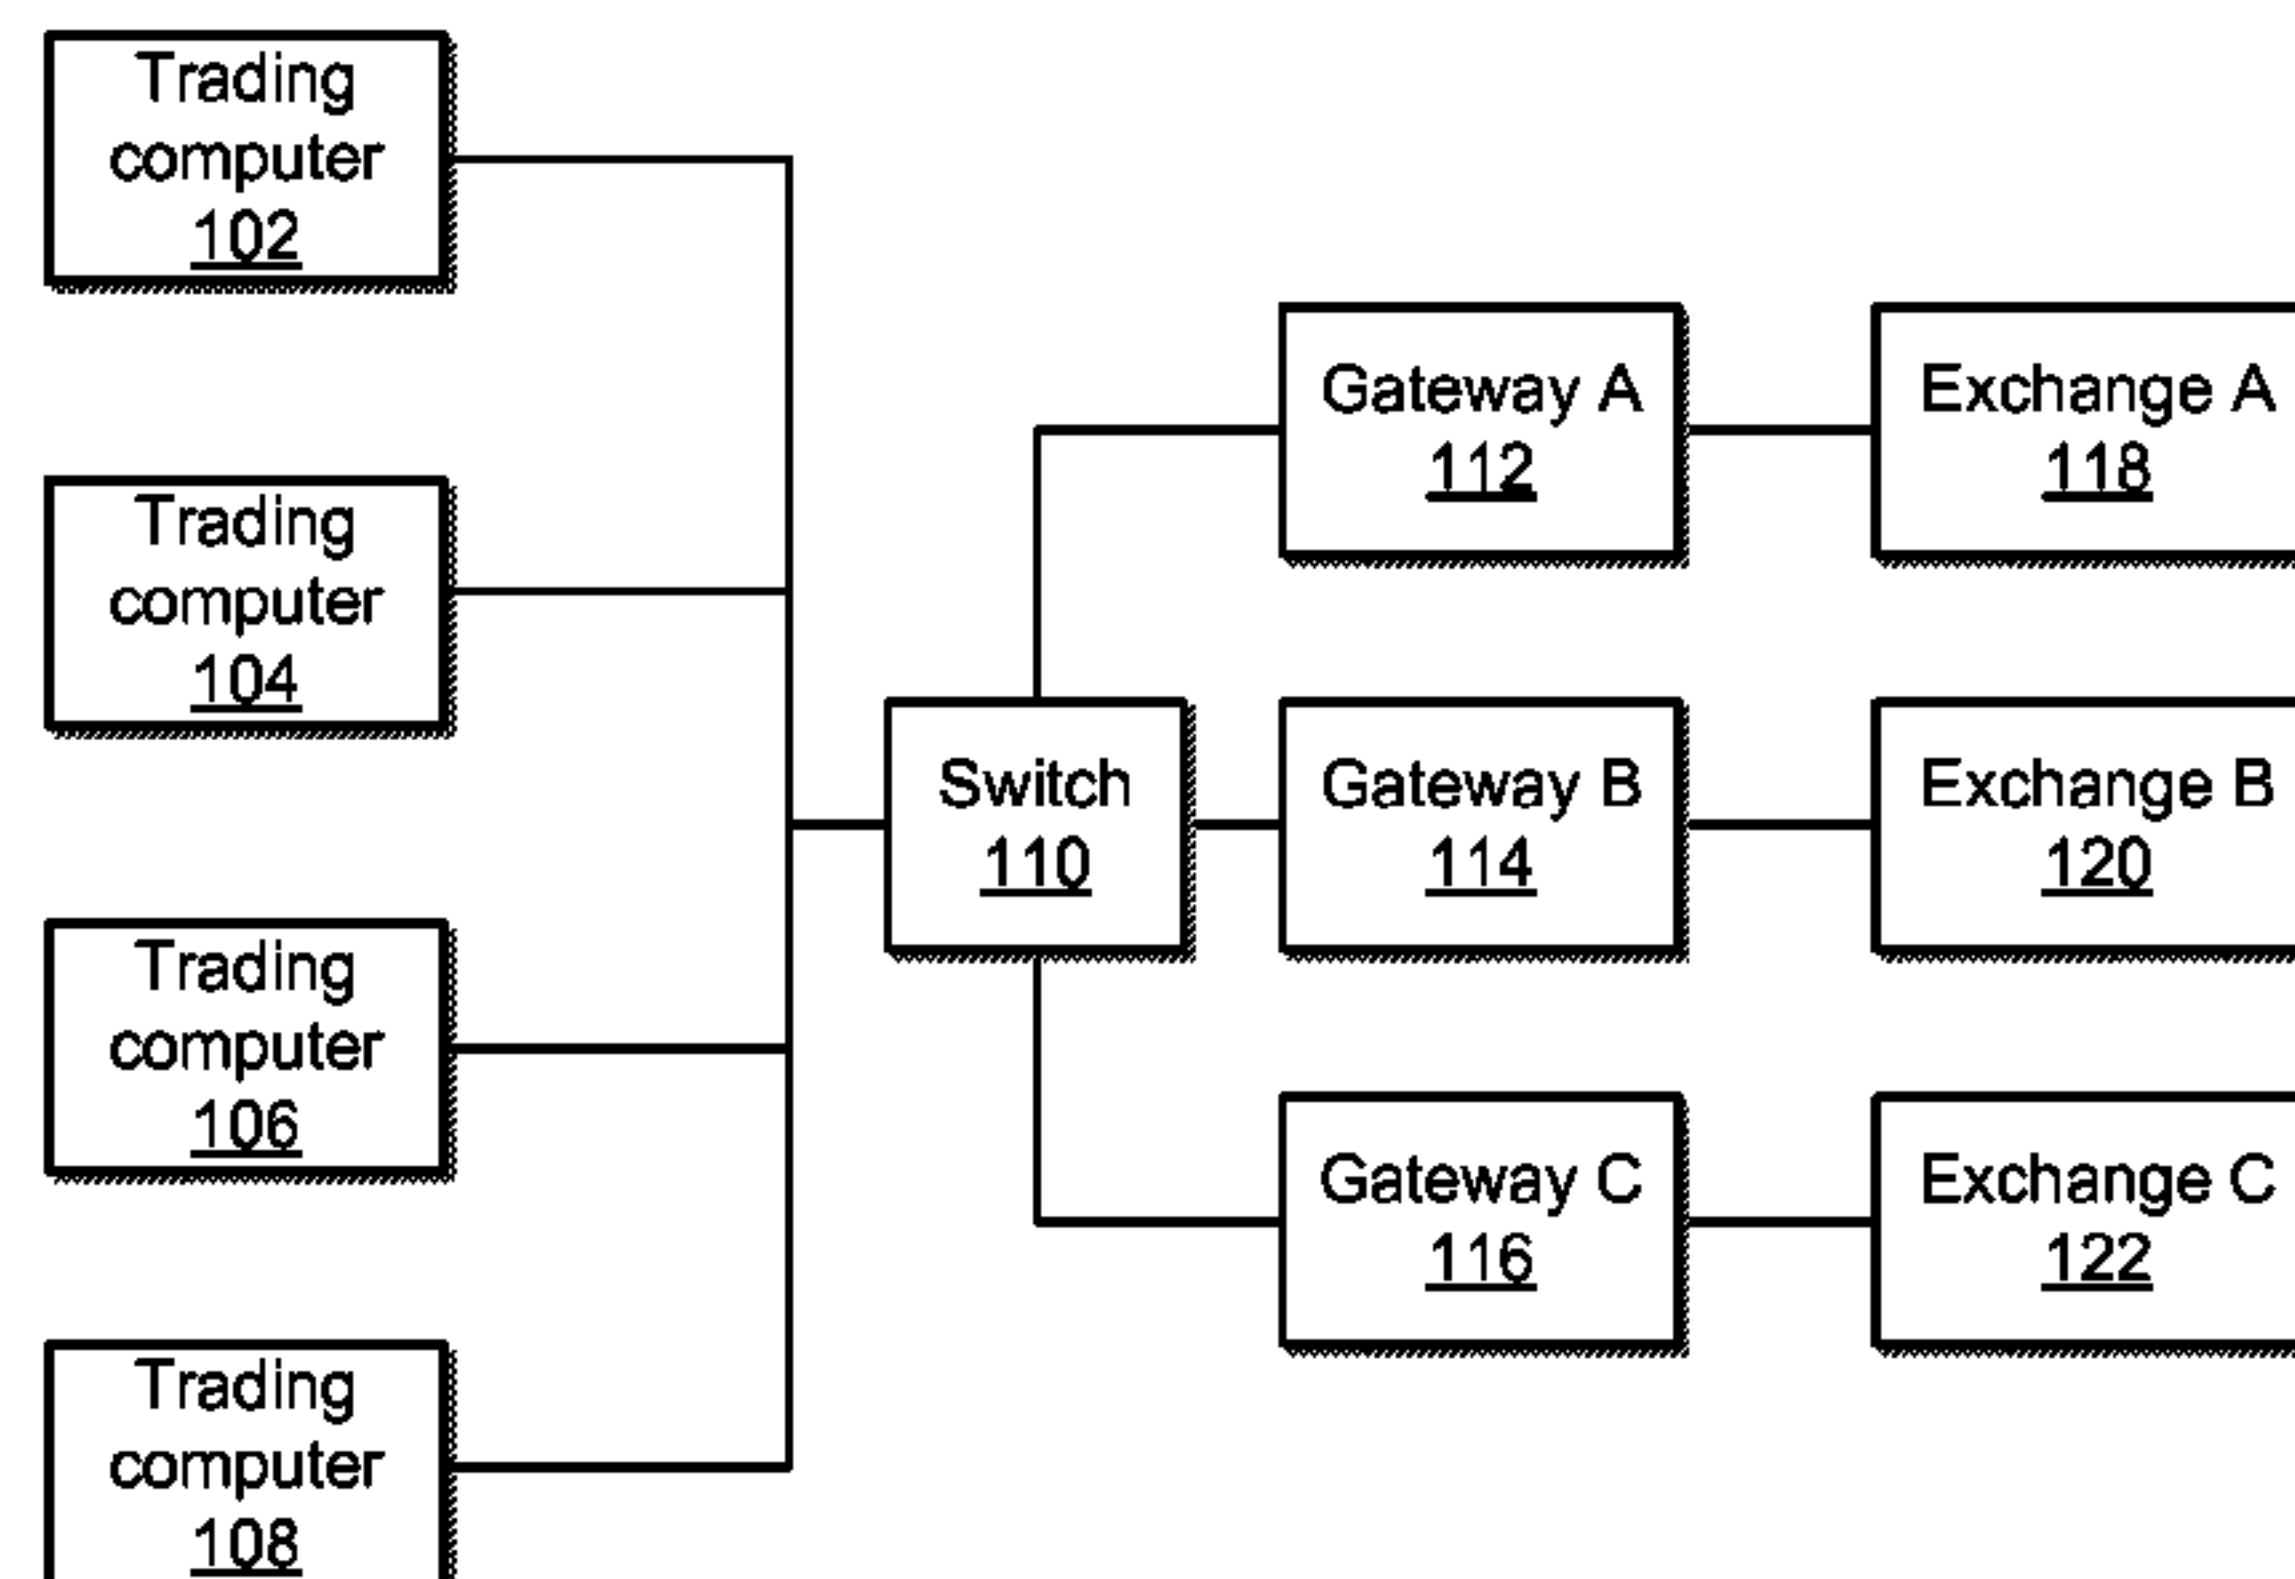 Trading
computer
102
Trading
computer
104
Trading
computer
106
Trading
computer
108
Switch
110
Gateway A
112
Gateway B
114
Gateway C
116
Exchange A
118
Exchange B
120
Exchange C
122